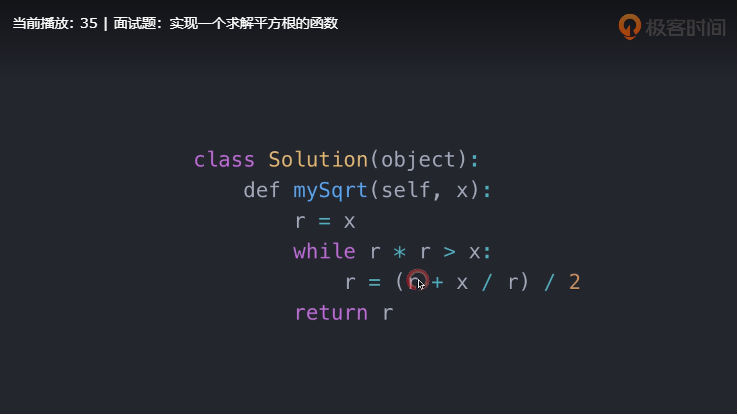 当前播放: 35 | 面试题：实现一个求解平方根的函数
极客时间
class Solution(object):
    def mySqrt(self, x):
        r = x
        while r * r > x:
            r = (r + x / r) / 2
        return r